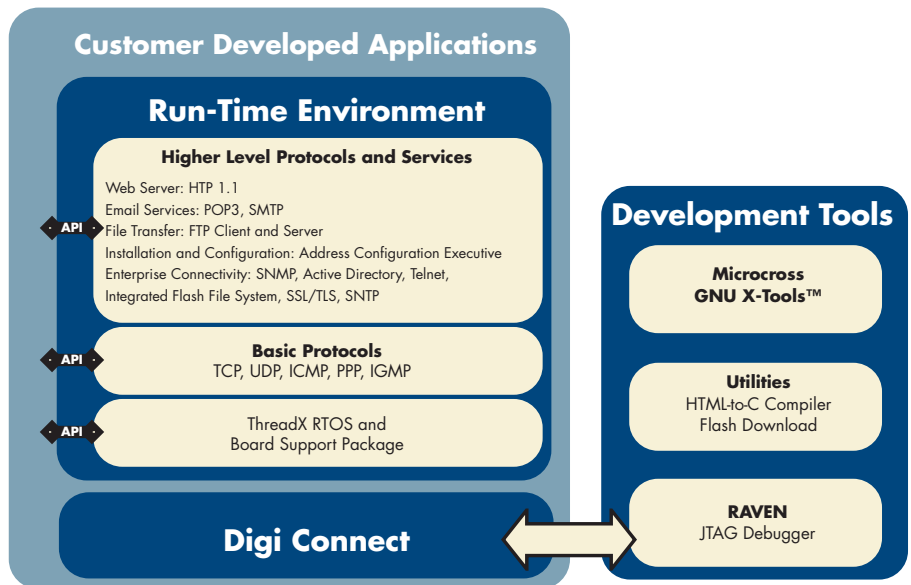 Customer Developed Applications
Run-Time Environment
Higher Level Protocols and Services
Web Server: HTP 1.1
Email Services: POP3, SMTP
File Transfer: FTP Client and Server
Installation and Configuration: Address Configuration Executive
Enterprise Connectivity: SNMP, Active Directory, Telnet,
Integrated Flash File System, SSL/TLS, SNTP
API
Basic Protocols
TCP, UDP, ICMP, PPP, IGMP
API
ThreadX RTOS and
Board Support Package
API
Digi Connect
Development Tools
Microcross
GNU X-Tools™
Utilities
HTML-to-C Compiler
Flash Download
RAVEN
JTAG Debugger